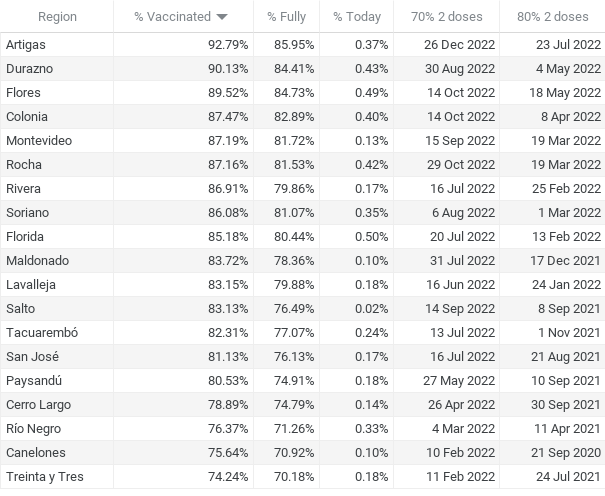 Region % Vaccinated % Fully % Today 70% 2 doses 80% 2 doses
Artigas 92.79% 85.95% 0.37% 26 Dec 2022 23 Jul 2022
Durazno 90.13% 84.41% 0.43% 30 Aug 2022 4 May 2022
Flores 89.52% 84.73% 0.49% 14 Oct 2022 18 May 2022
Colonia 87.47% 82.89% 0.40% 14 Oct 2022 8 Apr 2022
Montevideo 87.19% 81.72% 0.13% 15 Sep 2022 19 Mar 2022
Rocha 87.16% 81.53% 0.42% 29 Oct 2022 19 Mar 2022
Rivera 86.91% 79.86% 0.17% 16 Jul 2022 25 Feb 2022
Soriano 86.08% 81.07% 0.35% 6 Aug 2022 1 Mar 2022
Florida 85.18% 80.44% 0.50% 20 Jul 2022 13 Feb 2022
Maldonado 83.72% 78.36% 0.10% 31 Jul 2022 17 Dec 2021
Lavalleja 83.15% 79.88% 0.18% 16 Jun 2022 24 Jan 2022
Salto 83.13% 76.49% 0.02% 14 Sep 2022 8 Sep 2021
Tacuarembó 82.31% 77.07% 0.24% 13 Jul 2022 1 Nov 2021
San José 81.13% 76.13% 0.17% 16 Jul 2022 21 Aug 2021
Paysandú 80.53% 74.91% 0.18% 27 May 2022 10 Sep 2021
Cerro Largo 78.89% 74.79% 0.14% 26 Apr 2022 30 Sep 2021
Río Negro 76.37% 71.26% 0.33% 4 Mar 2022 11 Apr 2021
Canelones 75.64% 70.92% 0.10% 10 Feb 2022 21 Sep 2020
Treinta y Tres 74.24% 70.18% 0.18% 11 Feb 2022 24 Jul 2021